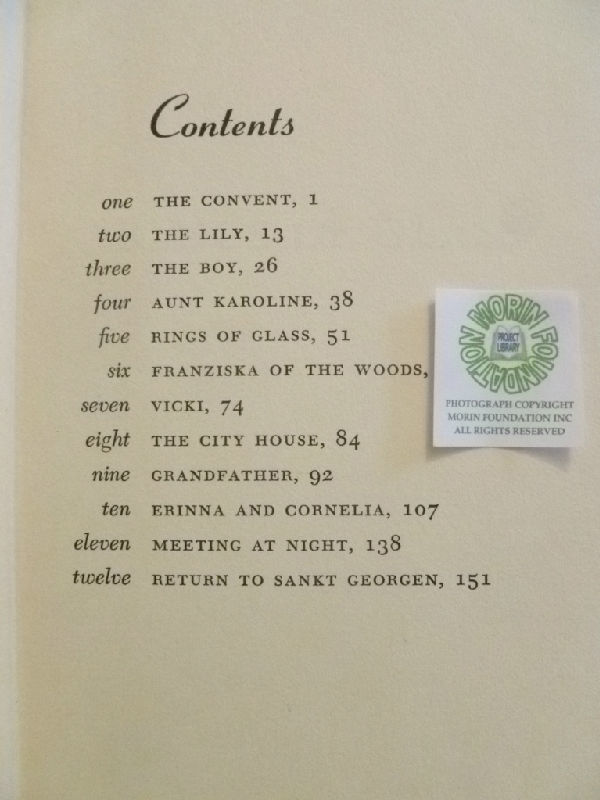 Contents
one THE CONVENT, 1
two THE LILY, 13
three THE BOY, 26
four AUNT KAROLINE, 38
five RINGS OF GLASS, 51
six FRANZISKA OF THE WOODS,
seven VICKI, 74
eight THE CITY HOUSE, 84
nine GRANDFATHER, 92
ten ERINNA AND CORNELIA, 107
eleven MEETING AT NIGHT, 138
twelve RETURN TO SANKT GEORGEN, 151
MORIN FOUNDATION
PROJECT
LIBRARY
PHOTOGRAPH COPYRIGHT
MORIN FOUNDATION INC
ALL RIGHTS RESERVED